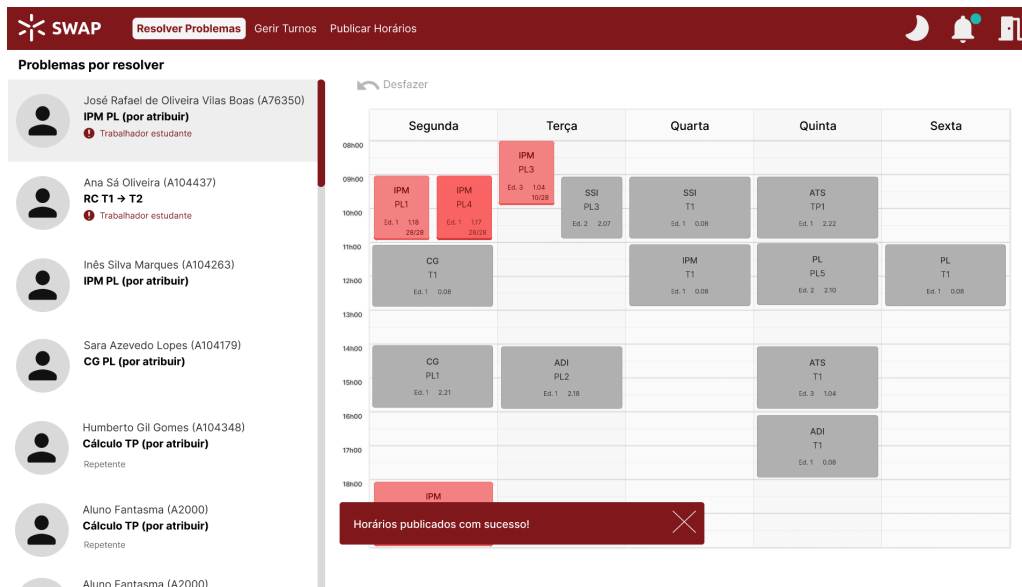 SWAP
Resolver Problemas Gerir Turnos Publicar Horários
Problemas por resolver
José Rafael de Oliveira Vilas Boas (A76350)
IPM PL (por atribuir)
Trabalhador estudante
Ana Sá Oliveira (A104437)
RC T1 → T2
Trabalhador estudante
Inês Silva Marques (A104263)
IPM PL (por atribuir)
Sara Azevedo Lopes (A104179)
CG PL (por atribuir)
Humberto Gil Gomes (A104348)
Cálculo TP (por atribuir)
Repetente
Aluno Fantasma (A2000)
Cálculo TP (por atribuir)
Repetente
Aluno Fantasma (A2000)
Desfazer
Segunda Terça Quarta Quinta Sexta
08h00
09h00
10h00
11h00
12h00
13h00
14h00
15h00
16h00
17h00
18h00
IPM
PL1
Ed. 1 1.18
28/28
IPM
PL4
Ed. 1 1.17
28/28
CG
T1
Ed. 1 0.08
CG
PL1
Ed. 1 2.21
IPM
IPM
PL3
Ed. 3 1.04
10/28
SSI
PL3
Ed. 2 2.07
ADI
PL2
Ed. 1 2.18
SSI
T1
Ed. 1 0.08
IPM
T1
Ed. 1 0.08
ATS
TP1
Ed. 1 2.22
PL
PL5
Ed. 2 2.10
ATS
T1
Ed. 3 1.04
ADI
T1
Ed. 1 0.08
PL
T1
Ed. 1 0.08
Horários publicados com sucesso!